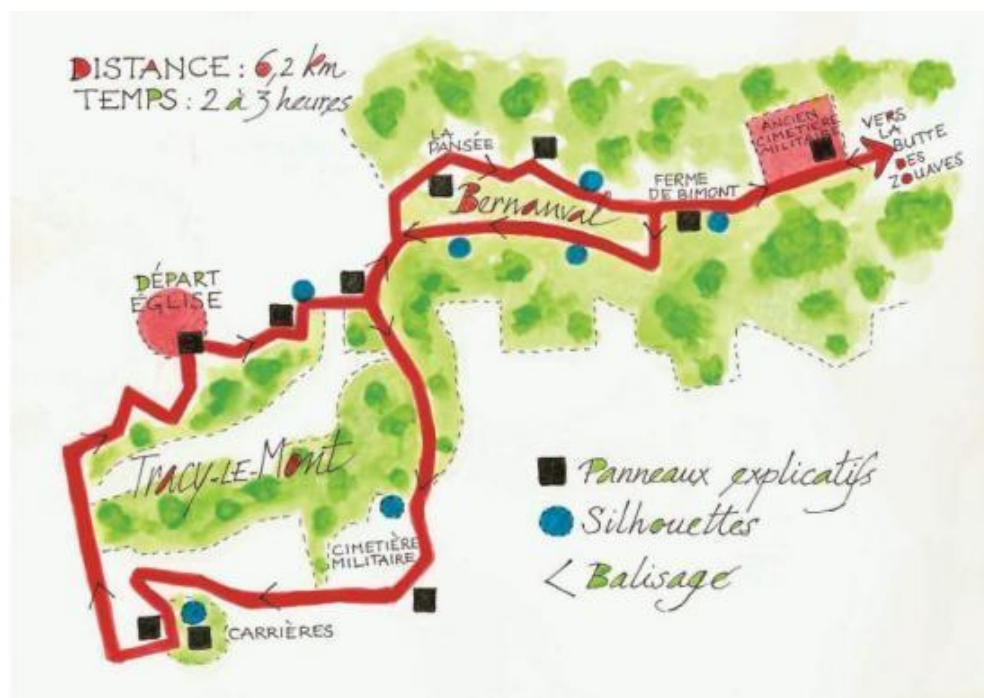 DISTANCE : 6,2 km
TEMPS : 2 à 3 heures
LA
PANSÉE
ANCIEN
CIMETIÈRE
MILITAIRE
VERS
LA
BUTTE
DES
ZOUAVES
FERME
DE BIMONT
Bernauval
DÉPART
ÉGLISE
Tracy-LE-Mont
CIMETIÈRE
MILITAIRE
CARRIÈRES
Panneaux explicatifs
Silhouettes
< Balisage